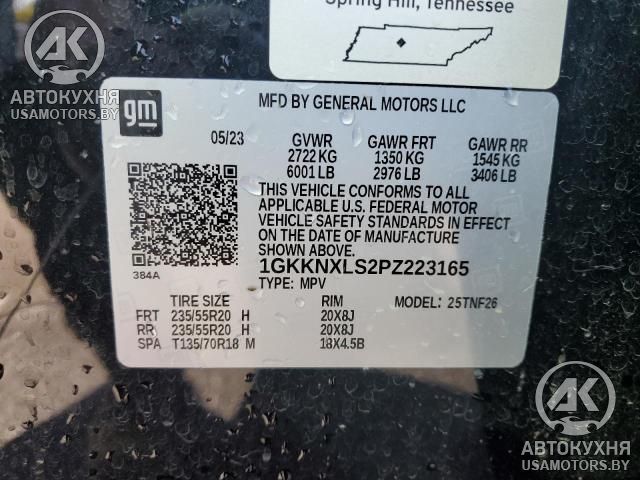 Spring Hill, Tennessee
AK
АВТОКУХНЯ
USAMOTORS.BY
gm
MFD BY GENERAL MOTORS LLC
05/23 GVWR GAWR FRT GAWR RR
2722 KG 1350 KG 1545 KG
6001 LB 2976 LB 3406 LB
THIS VEHICLE CONFORMS TO ALL
APPLICABLE U.S. FEDERAL MOTOR
VEHICLE SAFETY STANDARDS IN EFFECT
ON THE DATE OF MANUFACTURE
SHOWN ABOVE.
384A
1GKKNXLS2PZ223165
TYPE: MPV
TIRE SIZE RIM MODEL: 25TNF26
FRT 235/55R20 H 20X8J
RR 235/55R20 H 20X8J
SPA T135/70R18 M 18X4.5B
AK
АВТОКУХНЯ
USAMOTORS.BY